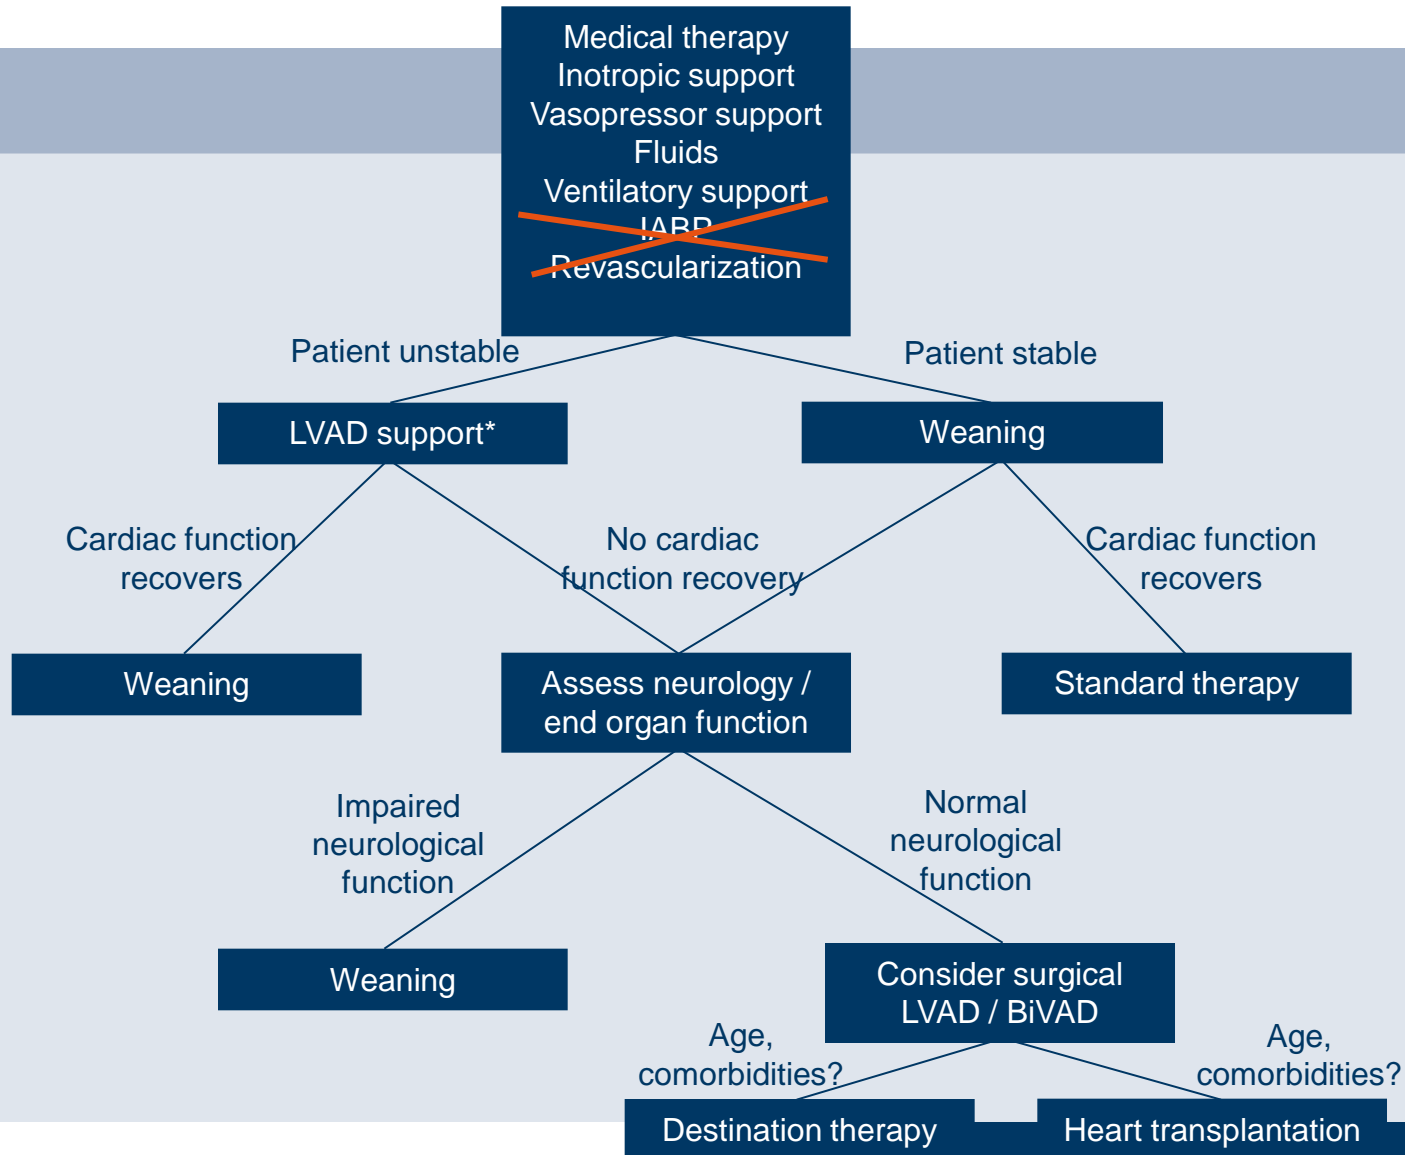 Medical therapy
Inotropic support
Vasopressor support
Fluids
Ventilatory support
IABP
Revascularization
Patient unstable
Patient stable
LVAD support*
Weaning
Cardiac function
recovers
No cardiac
function recovery
Cardiac function
recovers
Weaning
Assess neurology /
end organ function
Standard therapy
Impaired
neurological
function
Normal
neurological
function
Weaning
Consider surgical
LVAD / BiVAD
Age,
comorbidities?
Age,
comorbidities?
Destination therapy
Heart transplantation